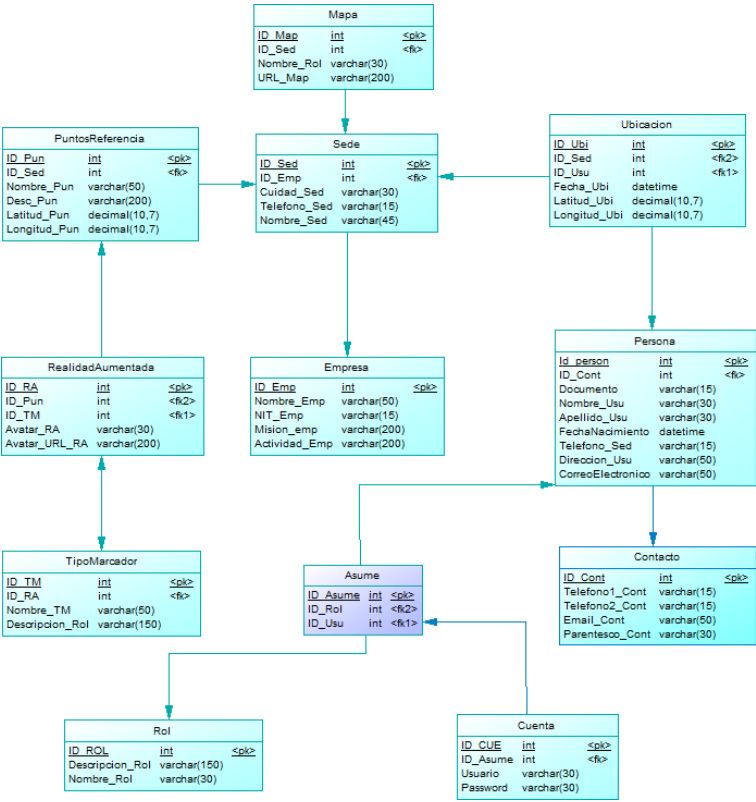 Mapa
ID_Map int <pk>
ID_Sed int <fk>
Nombre_Rol varchar(30)
URL_Map varchar(200)
PuntosReferencia
ID_Pun int <pk>
ID_Sed int <fk>
Nombre_Pun varchar(50)
Desc_Pun varchar(200)
Latitud_Pun decimal(10,7)
Longitud_Pun decimal(10,7)
Sede
ID_Sed int <pk>
ID_Emp int <fk>
Cuidad_Sed varchar(30)
Telefono_Sed varchar(15)
Nombre_Sed varchar(45)
Ubicacion
ID_Ubi int <pk>
ID_Sed int <fk2>
ID_Usu int <fk1>
Fecha_Ubi datetime
Latitud_Ubi decimal(10,7)
Longitud_Ubi decimal(10,7)
RealidadAumentada
ID_RA int <pk>
ID_Pun int <fk2>
ID_TM int <fk1>
Avatar_RA varchar(30)
Avatar_URL_RA varchar(200)
Empresa
ID_Emp int <pk>
Nombre_Emp varchar(50)
NIT_Emp varchar(15)
Mision_emp varchar(200)
Actividad_Emp varchar(200)
Persona
Id_person int <pk>
ID_Cont int <fk>
Documento varchar(15)
Nombre_Usu varchar(30)
Apellido_Usu varchar(30)
FechaNacimiento datetime
Telefono_Sed varchar(15)
Direccion_Usu varchar(50)
CorreoElectronico varchar(50)
TipoMarcador
ID_TM int <pk>
ID_RA int <fk>
Nombre_TM varchar(50)
Descripcion_Rol varchar(150)
Asume
ID_Asume int <pk>
ID_Rol int <fk2>
ID_Usu int <fk1>
Contacto
ID_Cont int <pk>
Telefono1_Cont varchar(15)
Telefono2_Cont varchar(15)
Email_Cont varchar(50)
Parentesco_Cont varchar(30)
Rol
ID_ROL int <pk>
Descripcion_Rol varchar(150)
Nombre_Rol varchar(30)
Cuenta
ID_CUE int <pk>
ID_Asume int <fk>
Usuario varchar(30)
Password varchar(30)